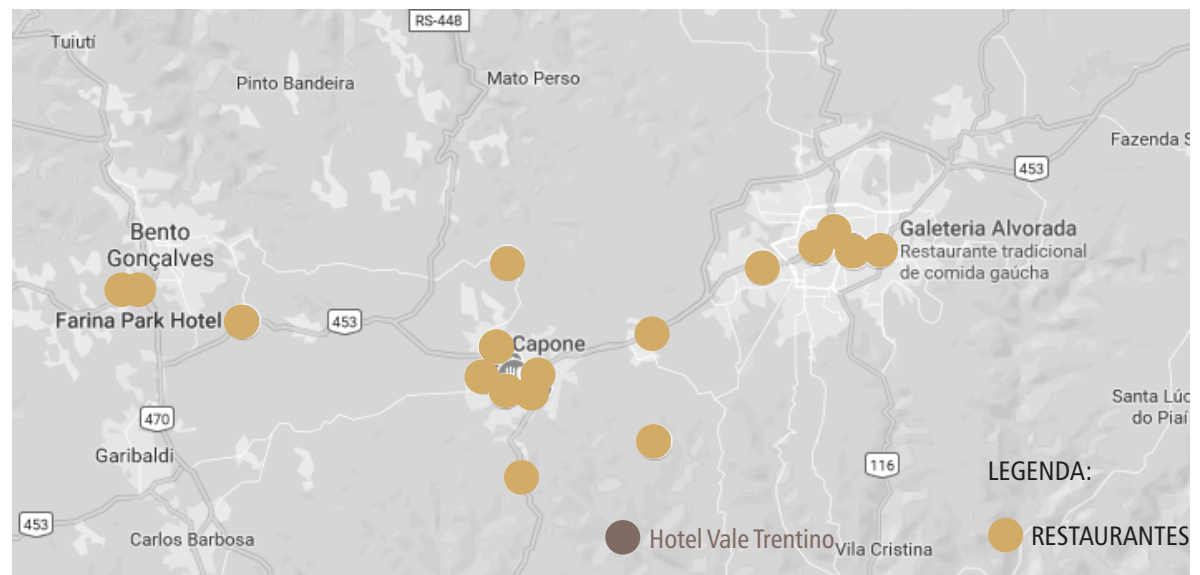 RS-448
Tuiutí
Pinto Bandeira
Mato Perso
Fazenda S
453
Bento
Gonçalves
Galeteria Alvorada
Restaurante tradicional
de comida gaúcha
Farina Park Hotel
453
Capone
470
Santa Lúc
do Piaí
Garibaldi
116
LEGENDA:
453
Carlos Barbosa
Hotel Vale Trentino
Vila Cristina
RESTAURANTES